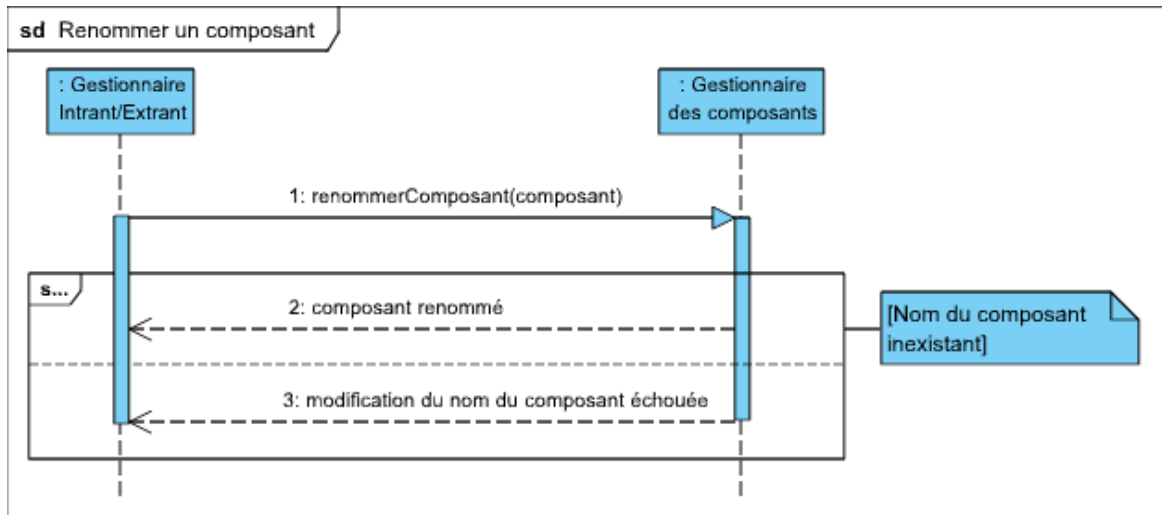 sd Renommer un composant
: Gestionnaire
Intrant/Extrant
: Gestionnaire
des composants
1: renommerComposant(composant)
s...
2: composant renommé
[Nom du composant
inexistant]
3: modification du nom du composant échouée